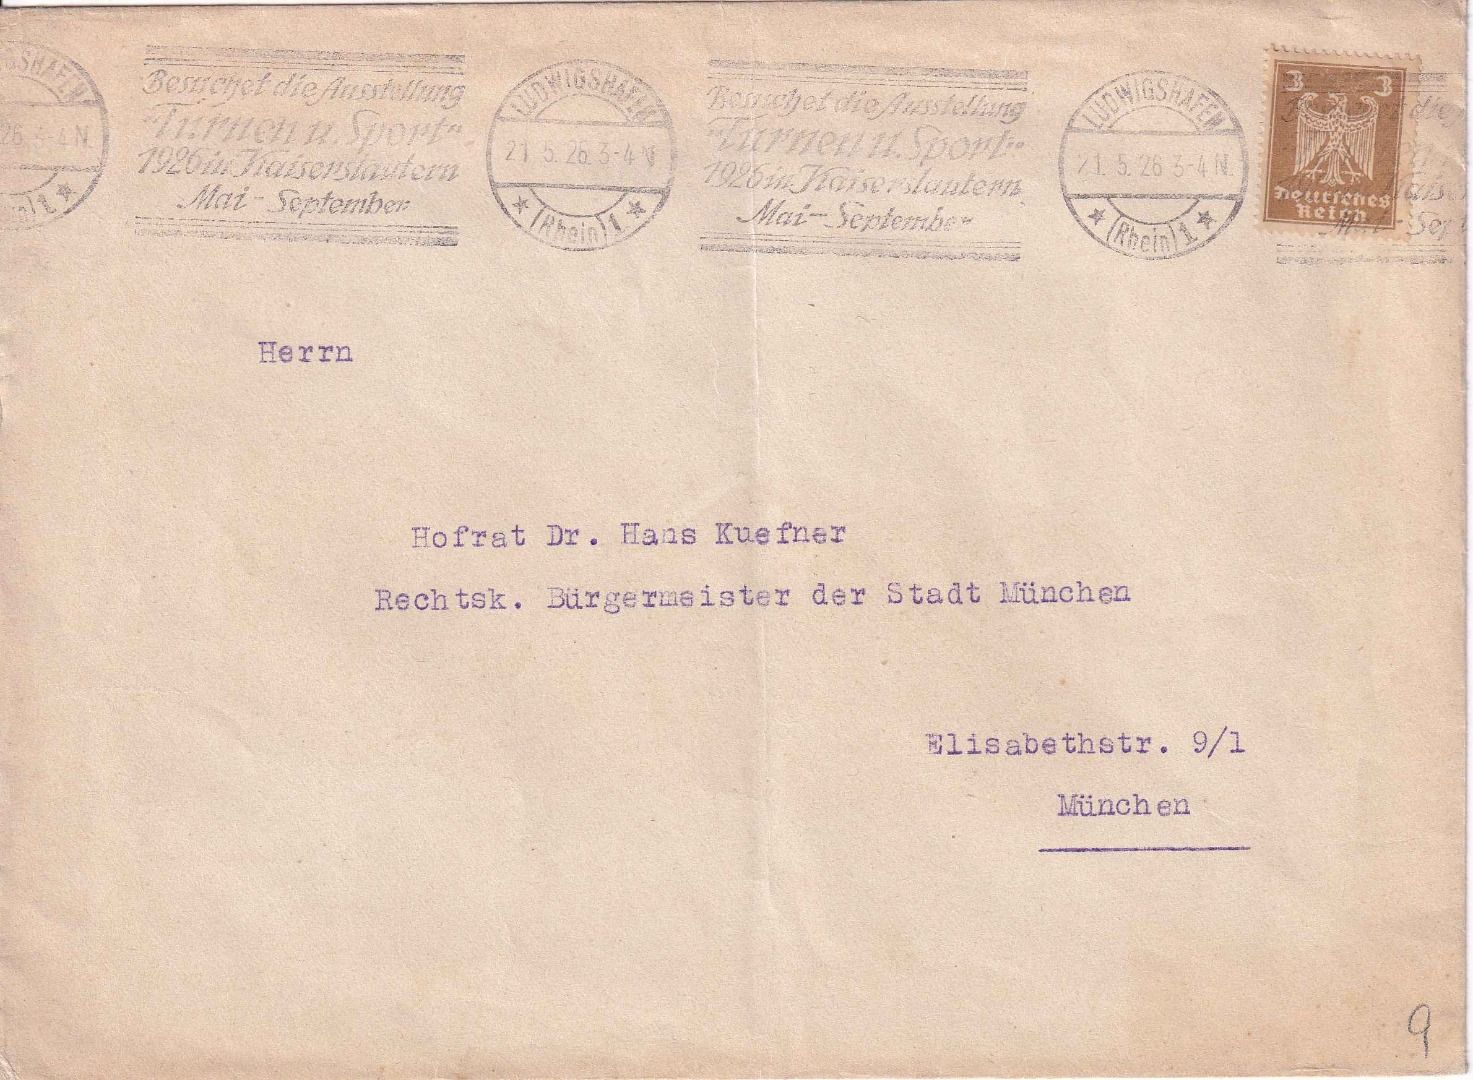 Besuchet die Ausstellung
"Turnen u. Sport"
1926 in Kaiserslautern
Mai - September
LUDWIGSHAFEN
21.5.26.3-4 N
(Rhein) 1
Besuchet die Ausstellung
"Turnen u. Sport"
1926 in Kaiserslautern
Mai - September
LUDWIGSHAFEN
21.5.26 3-4 N.
(Rhein) 1
3 3
Deutsches
Reich
Herrn
Hofrat Dr. Hans Kuefner
Rechtsk. Bürgermeister der Stadt München
Elisabethstr. 9/1
München
9